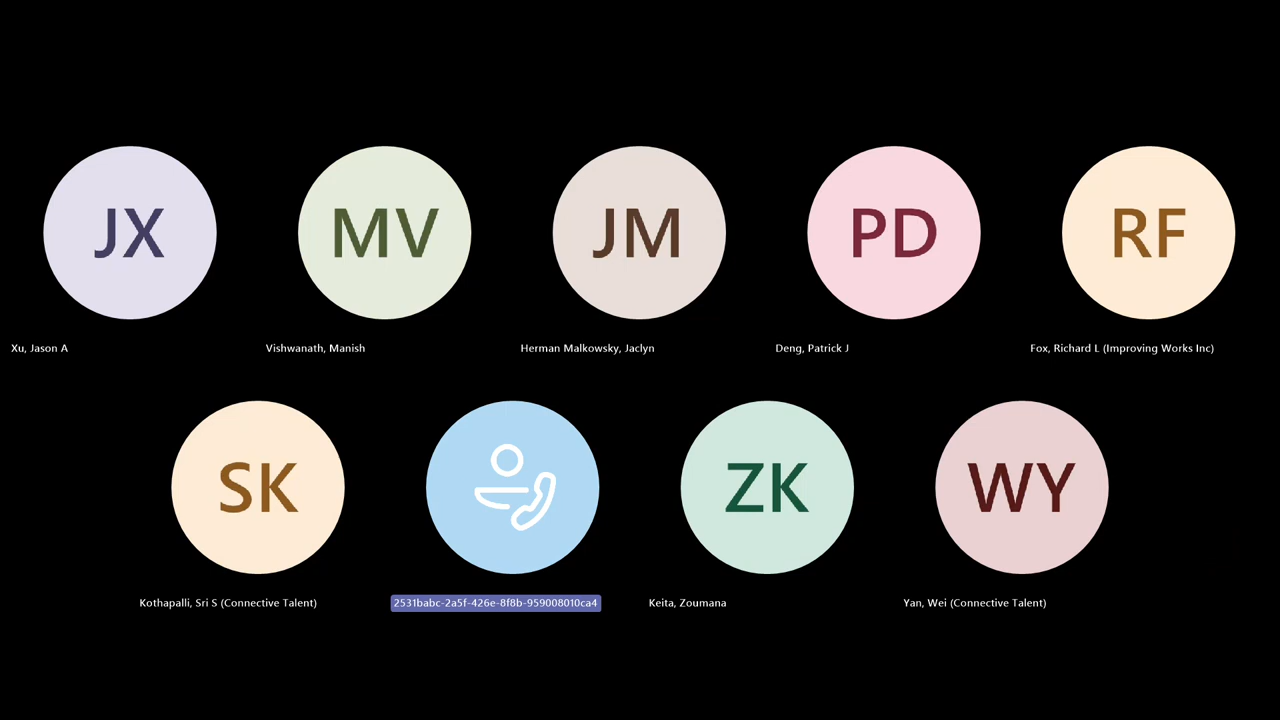 JX
MV
JM
PD
RF
Xu, Jason A
Vishwanath, Manish
Herman Malkowsky, Jaclyn
Deng, Patrick J
Fox, Richard L (Improving Works Inc)
SK
ZK
WY
Kothapalli, Sri S (Connective Talent)
2531babc-2a5f-426e-8f8b-959008010ca4
Keita, Zoumana
Yan, Wei (Connective Talent)